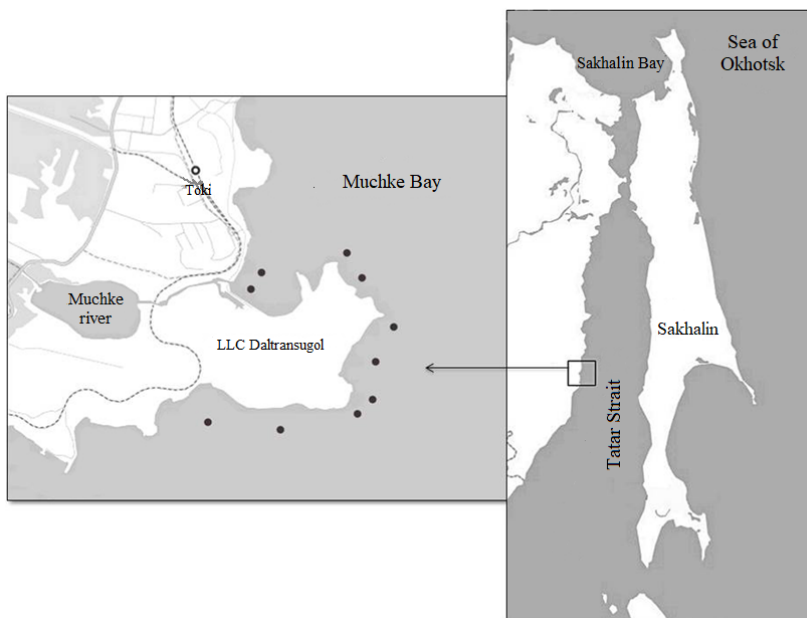 Toki
Muchke Bay
Muchke
river
LLC Daltransugol
Sea of
Okhotsk
Sakhalin Bay
Sakhalin
Tatar Strait